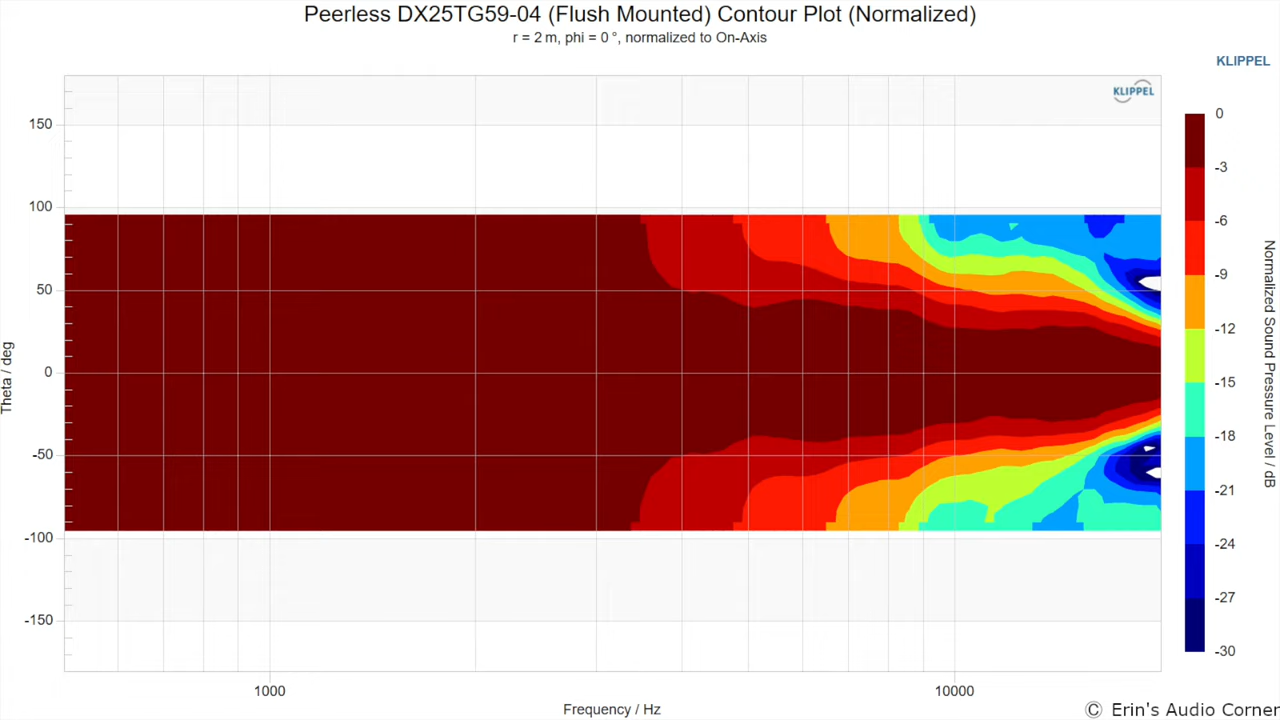 Peerless DX25TG59-04 (Flush Mounted) Contour Plot (Normalized)
r = 2 m, phi = 0 °, normalized to On-Axis
KLIPPEL
KLIPPEL
150
100
50
0
-50
-100
-150
Theta / deg
1000
10000
Frequency / Hz
0
-3
-6
-9
-12
-15
-18
-21
-24
-27
-30
Normalized Sound Pressure Level / dB
© Erin's Audio Corner